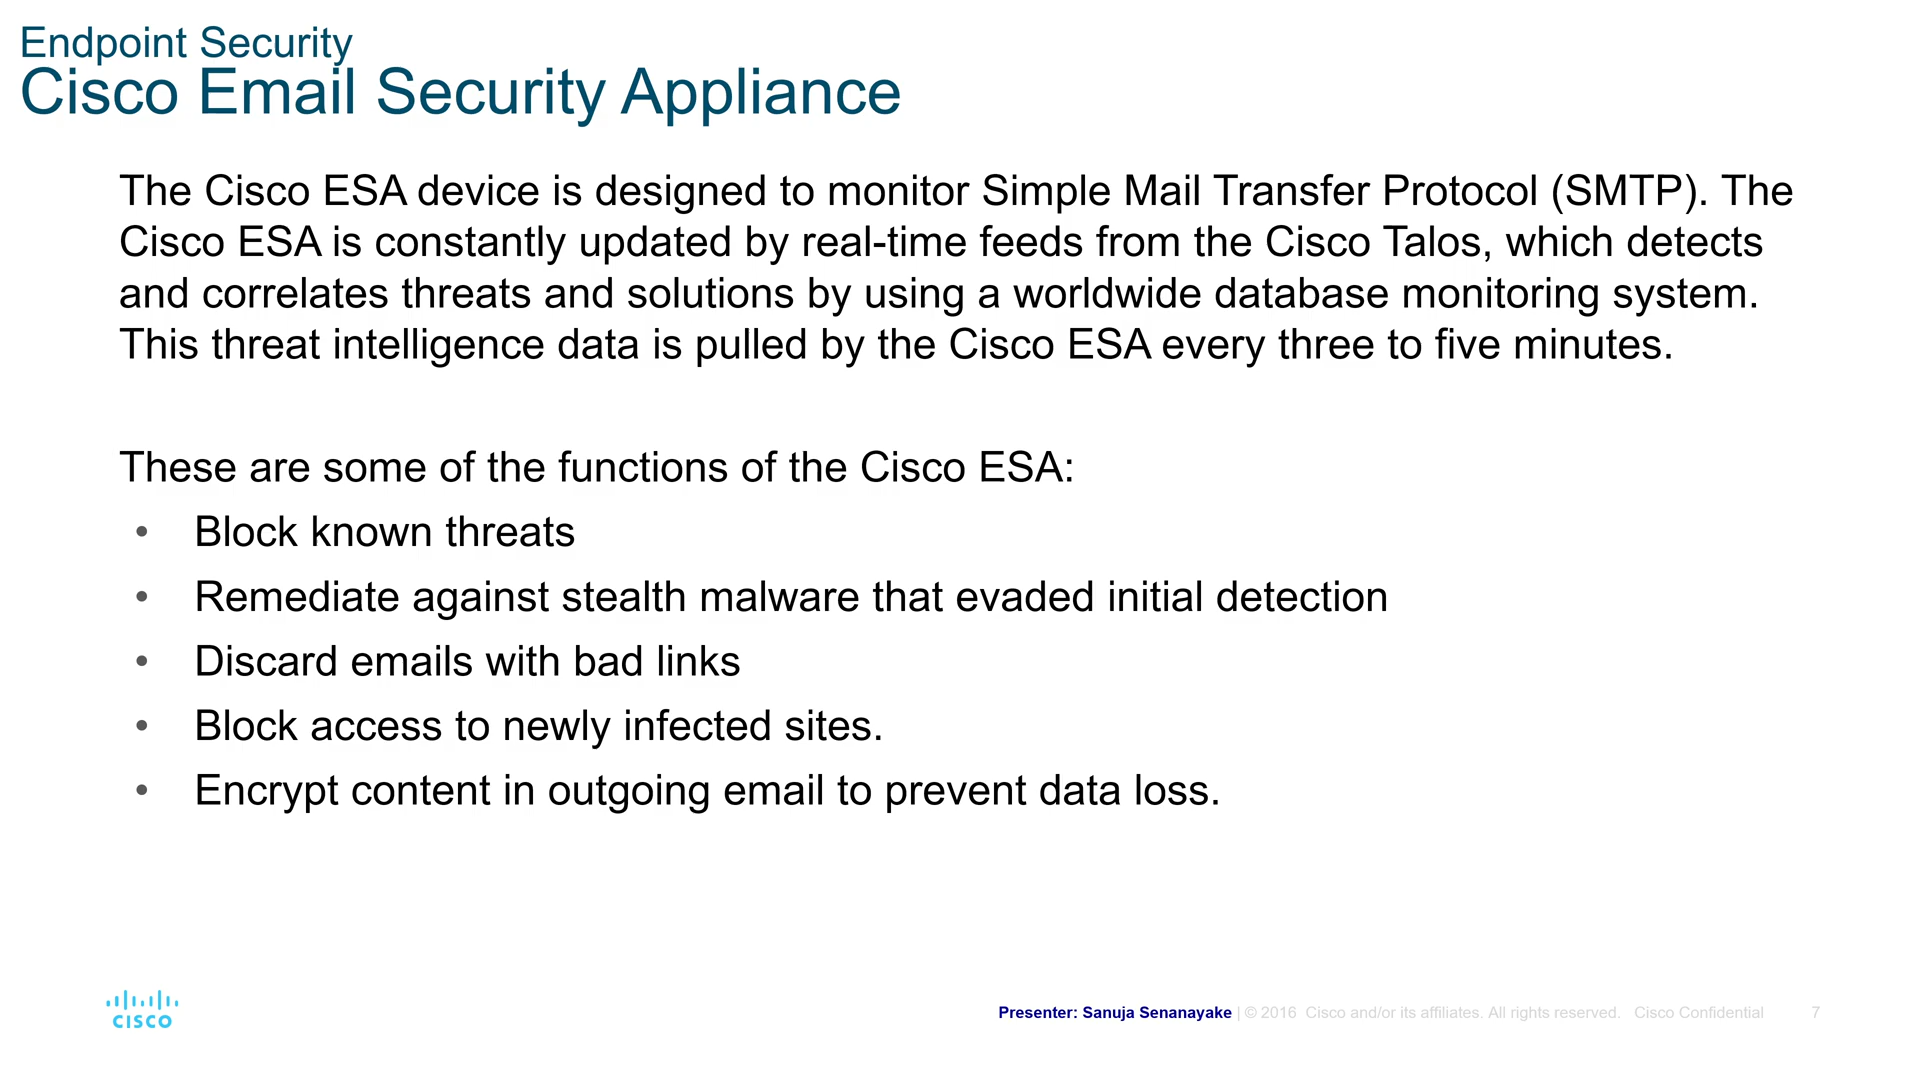 Endpoint Security
Cisco Email Security Appliance
The Cisco ESA device is designed to monitor Simple Mail Transfer Protocol (SMTP). The
Cisco ESA is constantly updated by real-time feeds from the Cisco Talos, which detects
and correlates threats and solutions by using a worldwide database monitoring system.
This threat intelligence data is pulled by the Cisco ESA every three to five minutes.
These are some of the functions of the Cisco ESA:
• Block known threats
• Remediate against stealth malware that evaded initial detection
• Discard emails with bad links
• Block access to newly infected sites.
• Encrypt content in outgoing email to prevent data loss.
CISCO
Presenter: Sanuja Senanayake | © 2016 Cisco and/or its affiliates. All rights reserved. Cisco Confidential 7